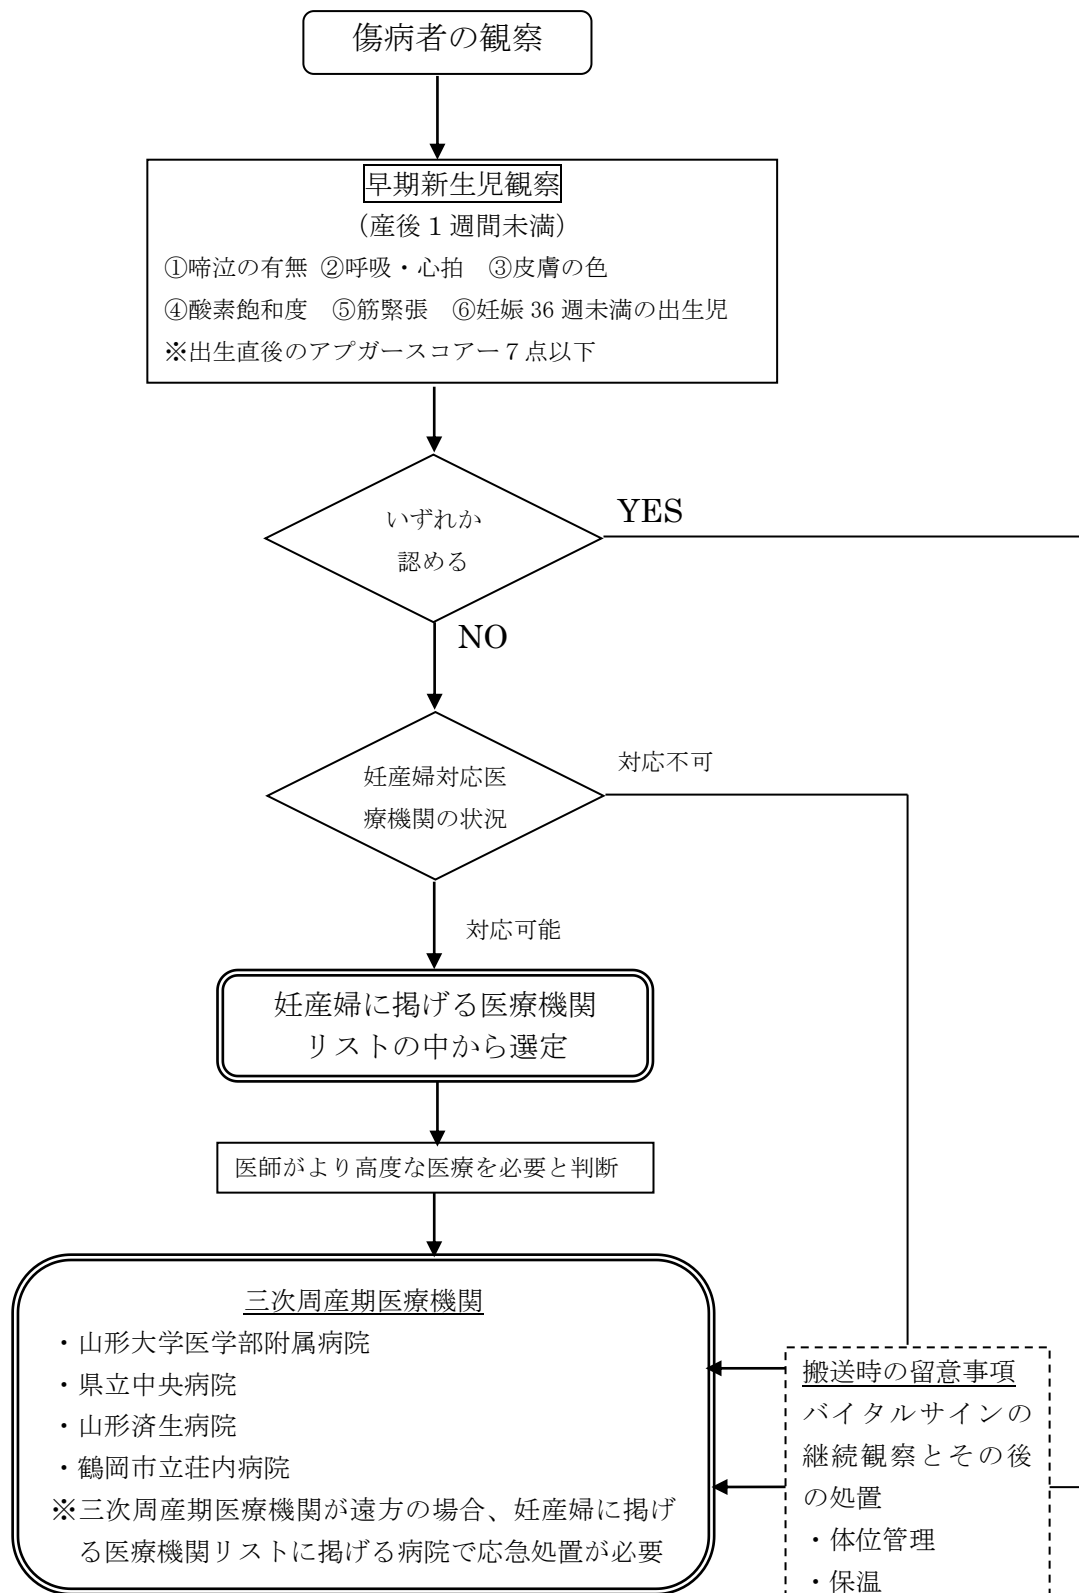 傷病者の観察
早期新生児観察
（産後１週間未満）
①啼泣の有無 ②呼吸・心拍　③皮膚の色
④酸素飽和度　⑤筋緊張　⑥妊娠 36 週未満の出生児
※出生直後のアプガースコアー７点以下
いずれか
認める
YES
NO
妊産婦対応医
療機関の状況
対応不可
対応可能
妊産婦に掲げる医療機関
リストの中から選定
医師がより高度な医療を必要と判断
三次周産期医療機関
・山形大学医学部附属病院
・県立中央病院
・山形済生病院
・鶴岡市立荘内病院
※三次周産期医療機関が遠方の場合、妊産婦に掲げ
る医療機関リストに掲げる病院で応急処置が必要
搬送時の留意事項
バイタルサインの
継続観察とその後
の処置
・体位管理
・保温